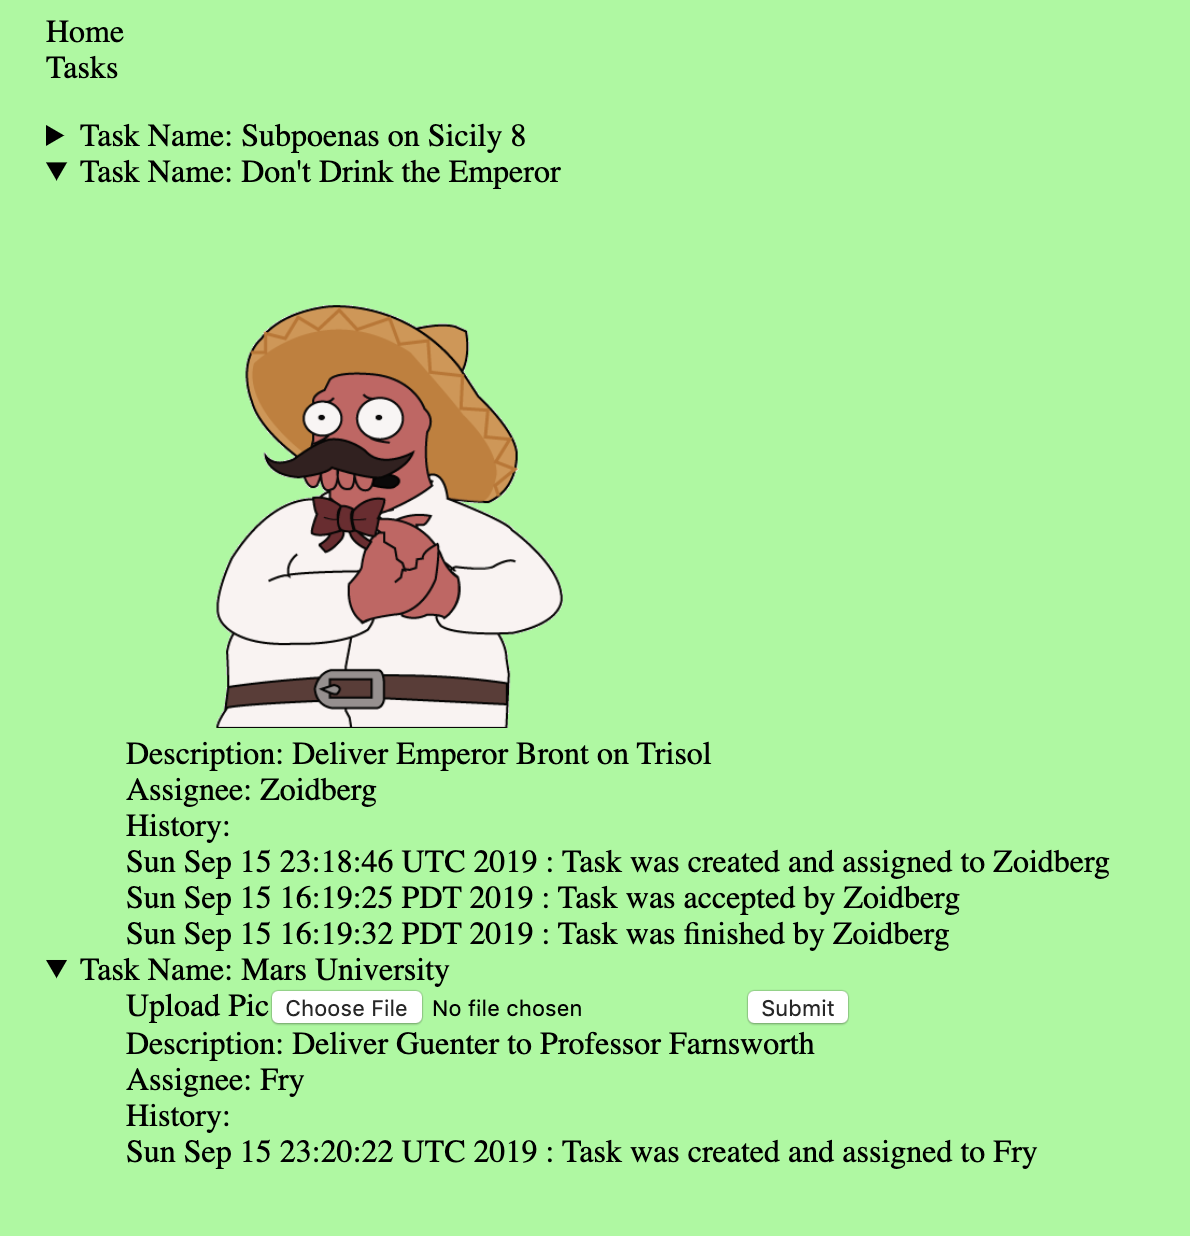 Home
Tasks
Task Name: Subpoenas on Sicily 8
Task Name: Don't Drink the Emperor
Description: Deliver Emperor Bront on Trisol
Assignee: Zoidberg
History:
Sun Sep 15 23:18:46 UTC 2019 : Task was created and assigned to Zoidberg
Sun Sep 15 16:19:25 PDT 2019 : Task was accepted by Zoidberg
Sun Sep 15 16:19:32 PDT 2019 : Task was finished by Zoidberg
Task Name: Mars University
Upload Pic Choose File No file chosen Submit
Description: Deliver Guenter to Professor Farnsworth
Assignee: Fry
History:
Sun Sep 15 23:20:22 UTC 2019 : Task was created and assigned to Fry